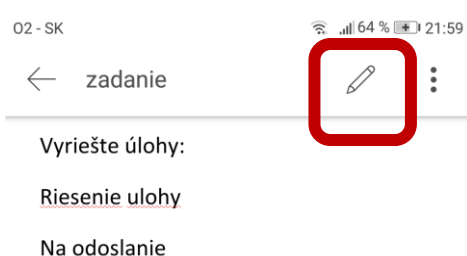 O2 - SK 64 % 21:59
zadanie
Vyriešte úlohy:
Riesenie ulohy
Na odoslanie